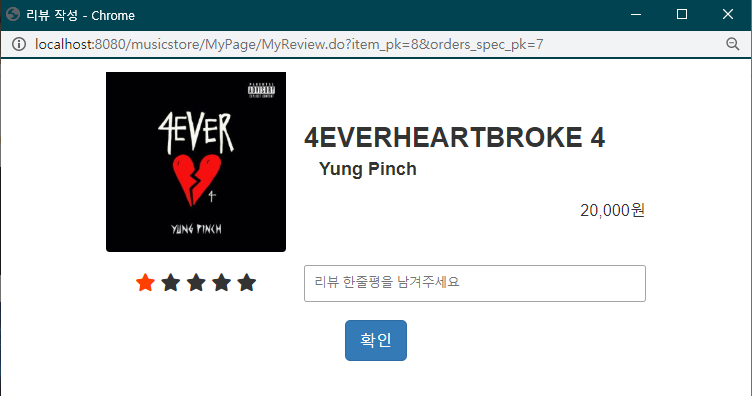 리뷰 작성 - Chrome
localhost:8080/musicstore/MyPage/MyReview.do?item_pk=8&orders_spec_pk=7
PARENTAL
ADVISORY
EXPLICIT CONTENT
4EVER
4
YUNG PINCH
4EVERHEARTBROKE 4
Yung Pinch
20,000원
리뷰 한줄평을 남겨주세요
확인